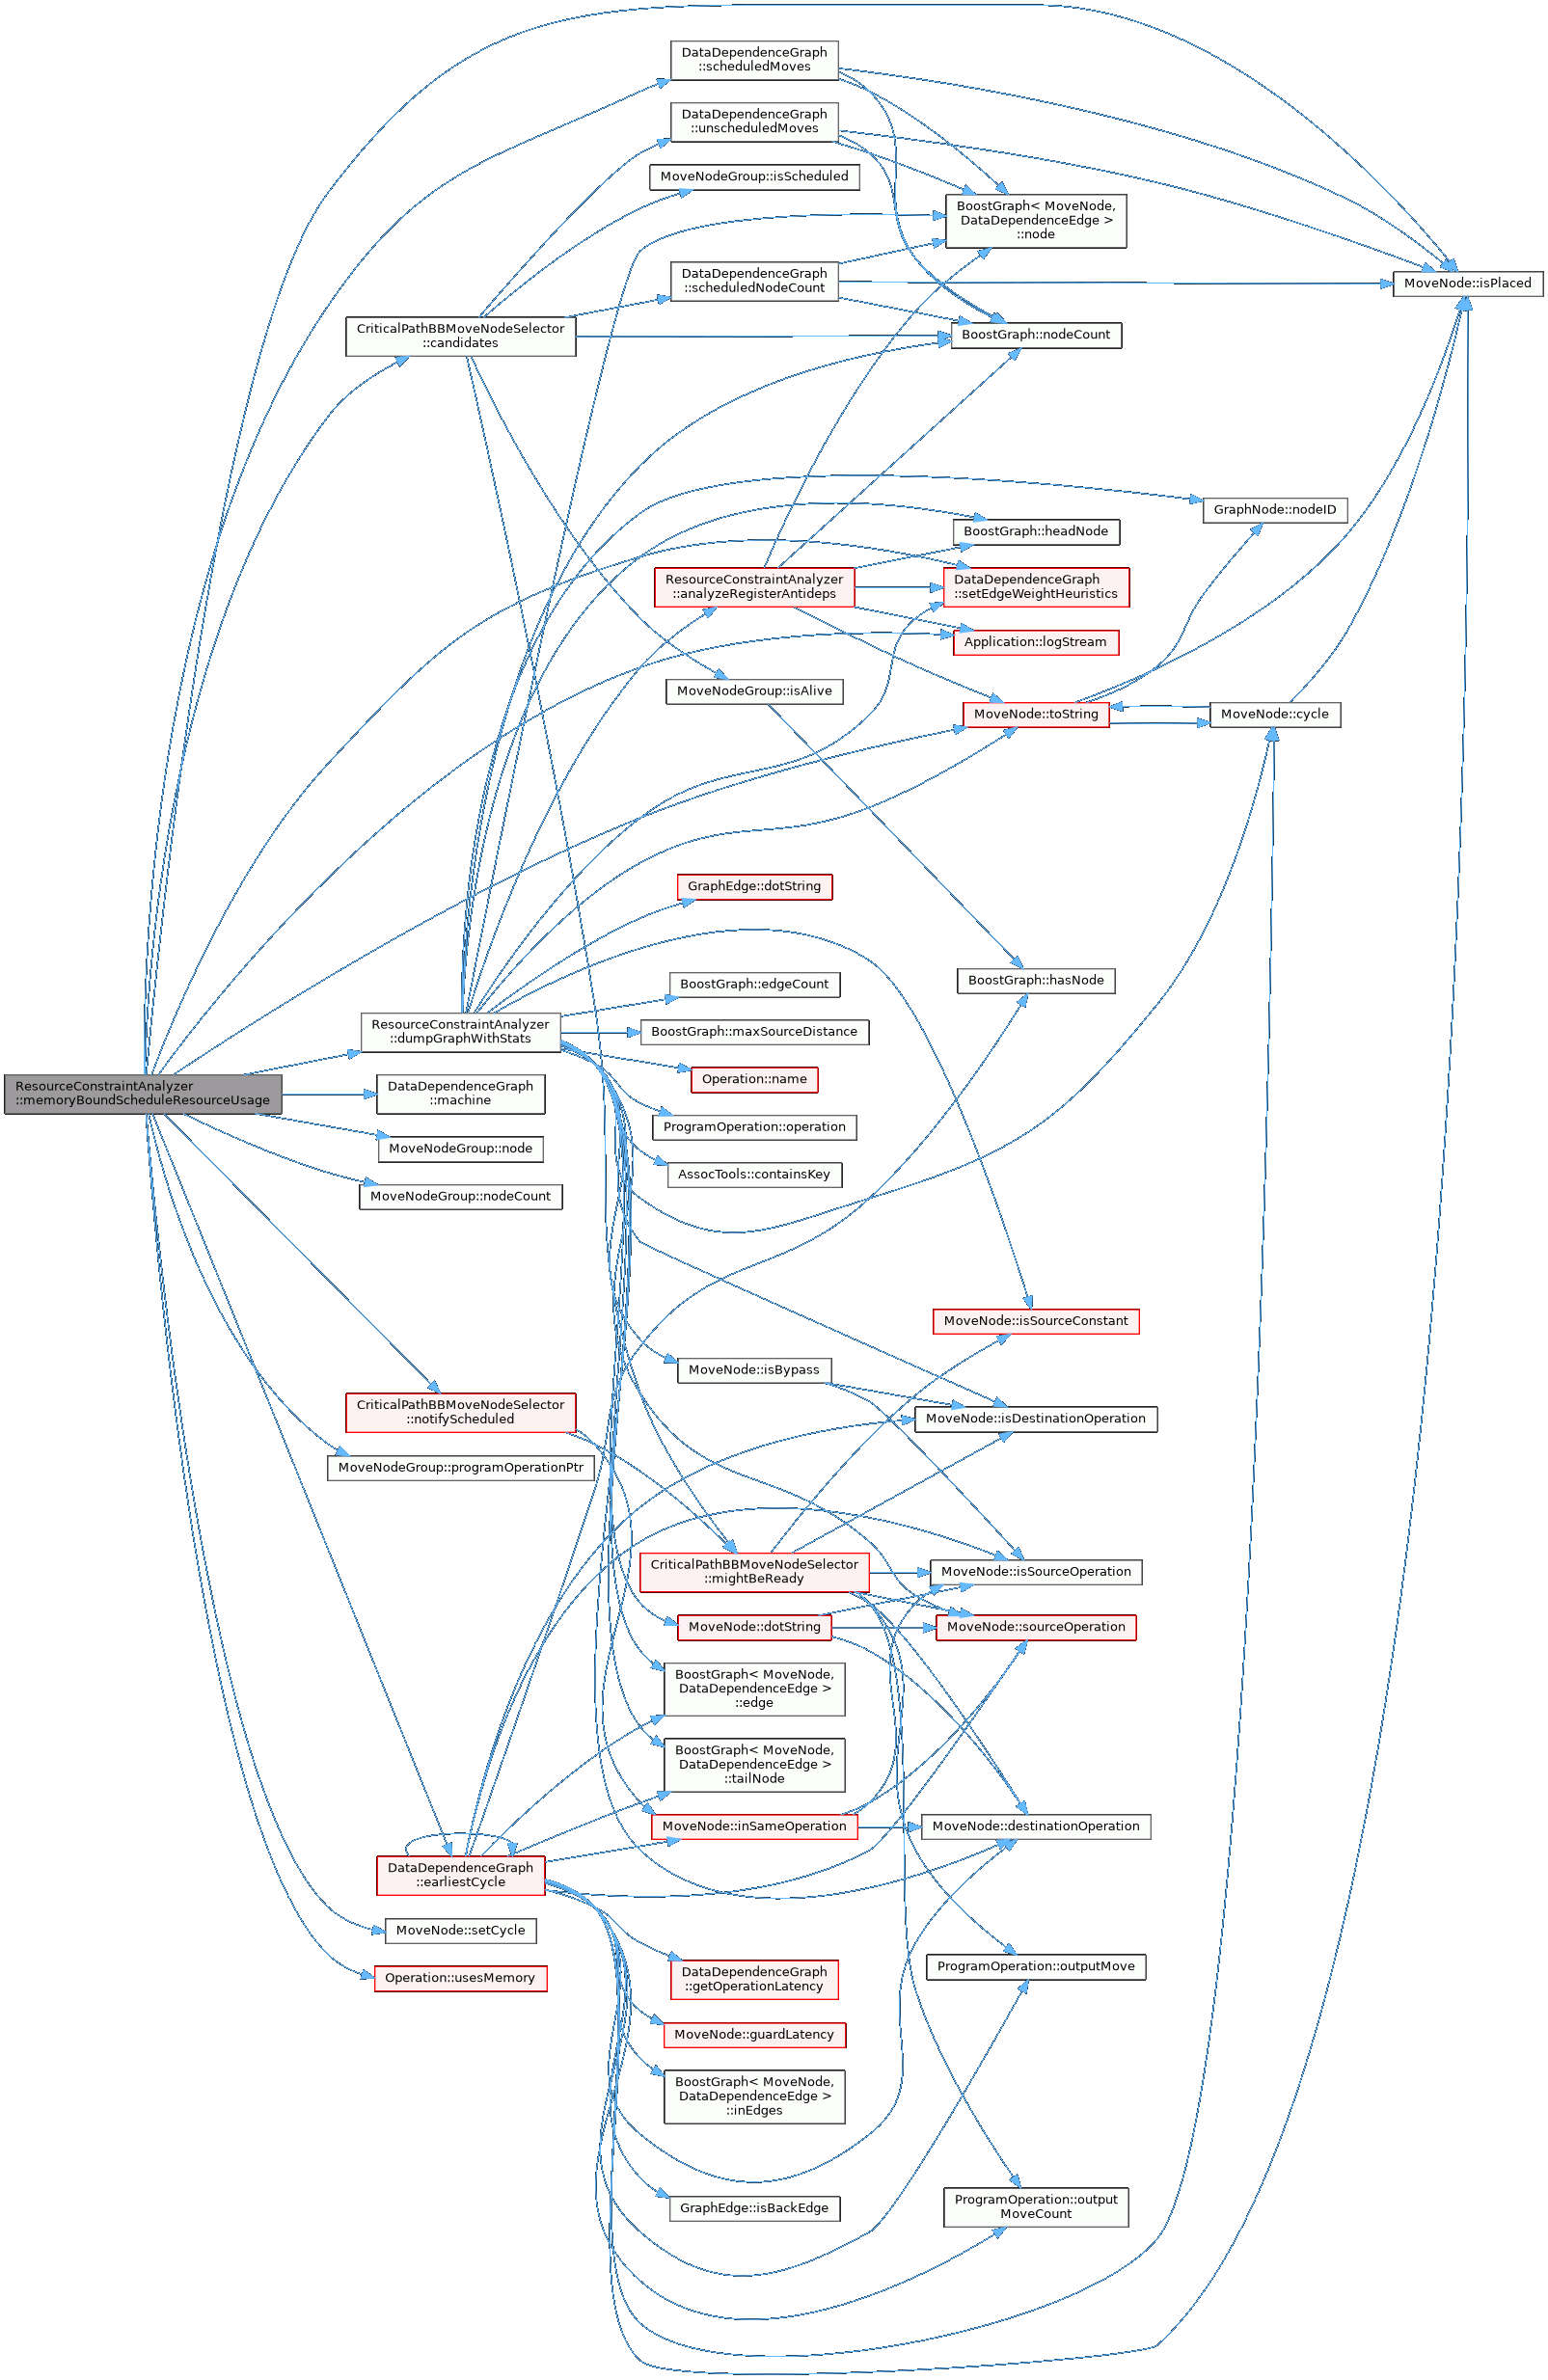 DataDependenceGraph
::scheduledMoves
DataDependenceGraph
::unscheduledMoves
MoveNodeGroup::isScheduled
BoostGraph< MoveNode,
DataDependenceEdge >
::node
DataDependenceGraph
::scheduledNodeCount
MoveNode::isPlaced
CriticalPathBBMoveNodeSelector
::candidates
BoostGraph::nodeCount
GraphNode::nodeID
BoostGraph::headNode
ResourceConstraintAnalyzer
::analyzeRegisterAntideps
DataDependenceGraph
::setEdgeWeightHeuristics
Application::logStream
MoveNodeGroup::isAlive
MoveNode::toString
MoveNode::cycle
GraphEdge::dotString
BoostGraph::edgeCount
BoostGraph::hasNode
ResourceConstraintAnalyzer
::dumpGraphWithStats
BoostGraph::maxSourceDistance
Operation::name
ResourceConstraintAnalyzer
::memoryBoundScheduleResourceUsage
DataDependenceGraph
::machine
ProgramOperation::operation
MoveNodeGroup::node
AssocTools::containsKey
MoveNodeGroup::nodeCount
MoveNode::isSourceConstant
MoveNode::isBypass
CriticalPathBBMoveNodeSelector
::notifyScheduled
MoveNode::isDestinationOperation
MoveNodeGroup::programOperationPtr
CriticalPathBBMoveNodeSelector
::mightBeReady
MoveNode::isSourceOperation
MoveNode::dotString
MoveNode::sourceOperation
BoostGraph< MoveNode,
DataDependenceEdge >
::edge
BoostGraph< MoveNode,
DataDependenceEdge >
::tailNode
MoveNode::inSameOperation
MoveNode::destinationOperation
DataDependenceGraph
::earliestCycle
MoveNode::setCycle
Operation::usesMemory
DataDependenceGraph
::getOperationLatency
ProgramOperation::outputMove
MoveNode::guardLatency
BoostGraph< MoveNode,
DataDependenceEdge >
::inEdges
GraphEdge::isBackEdge
ProgramOperation::output
MoveCount